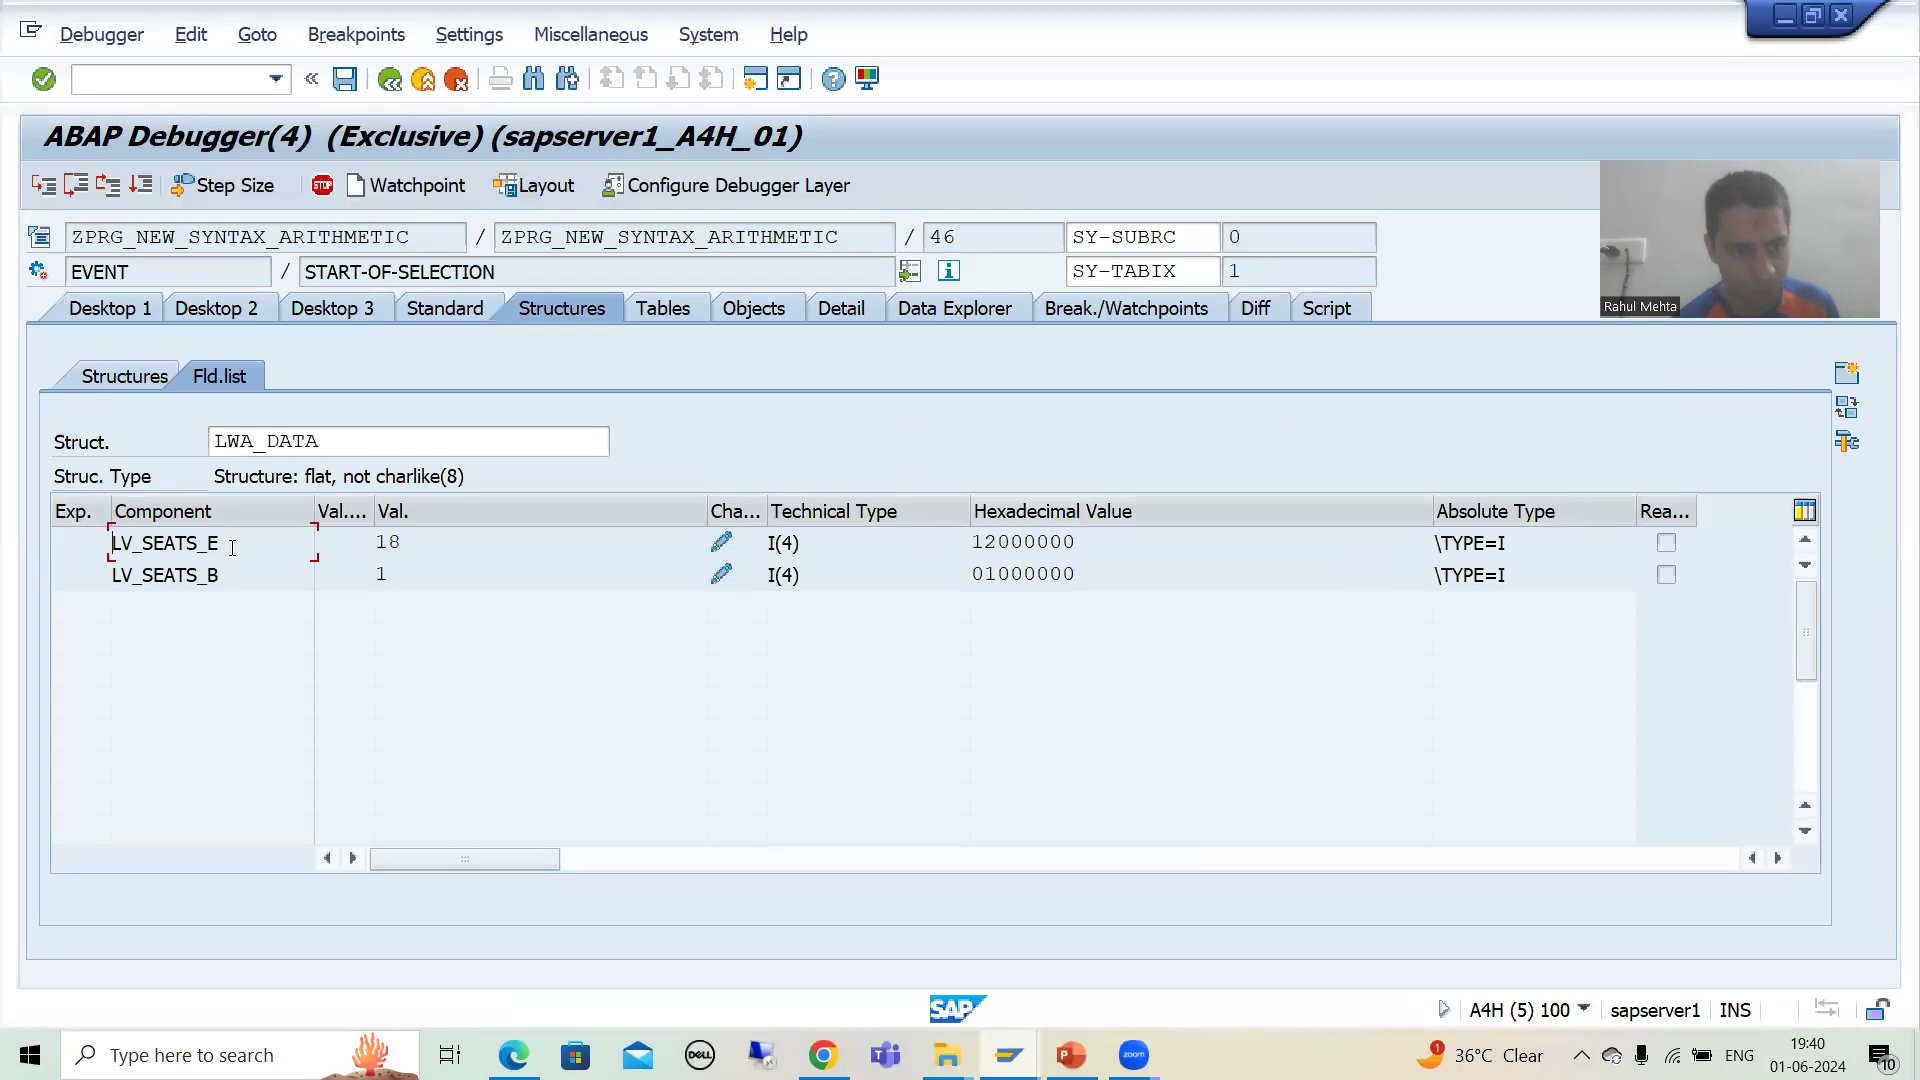 Debugger Edit Goto Breakpoints Settings Miscellaneous System Help
ABAP Debugger(4) (Exclusive) (sapserver1_A4H_01)
Step Size STOP Watchpoint Layout Configure Debugger Layer
ZPRG_NEW_SYNTAX_ARITHMETIC / ZPRG_NEW_SYNTAX_ARITHMETIC / 46 SY-SUBRC 0
EVENT / START-OF-SELECTION SY-TABIX 1
Rahul Mehta
Desktop 1 Desktop 2 Desktop 3 Standard Structures Tables Objects Detail Data Explorer Break./Watchpoints Diff Script
Structures Fld.list
Struct. LWA_DATA
Struc. Type Structure: flat, not charlike(8)
Exp. Component Val.... Val. Cha... Technical Type Hexadecimal Value Absolute Type Rea...
LV_SEATS_E 18 I(4) 12000000 \TYPE=I
LV_SEATS_B 1 I(4) 01000000 \TYPE=I
SAP A4H (5) 100 sapserver1 INS
Type here to search DELL zoom 1 36°C Clear ENG 19:40
01-06-2024 10